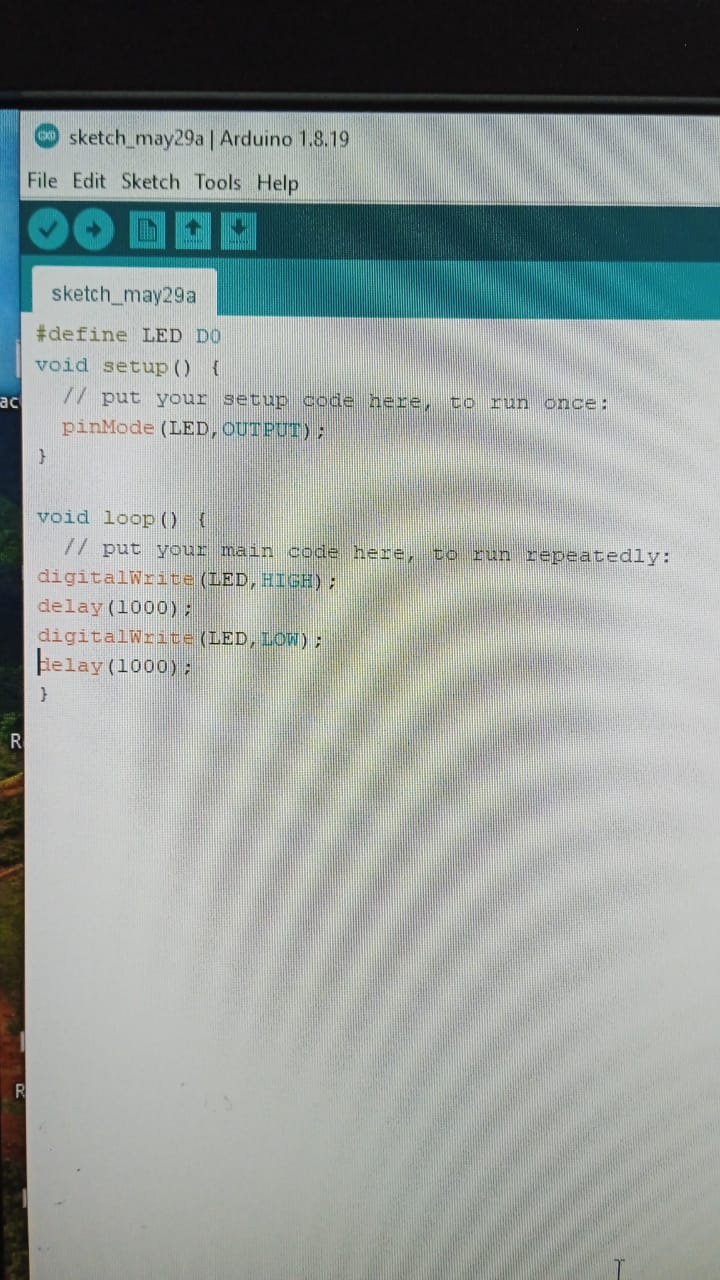 sketch_may29a | Arduino 1.8.19
File Edit Sketch Tools Help
sketch_may29a
#define LED D0
void setup() {
  // put your setup code here, to run once:
  pinMode(LED,OUTPUT);
}
void loop() {
  // put your main code here, to run repeatedly:
digitalWrite(LED,HIGH);
delay(1000);
digitalWrite(LED,LOW);
delay(1000);
}
ac
R
R